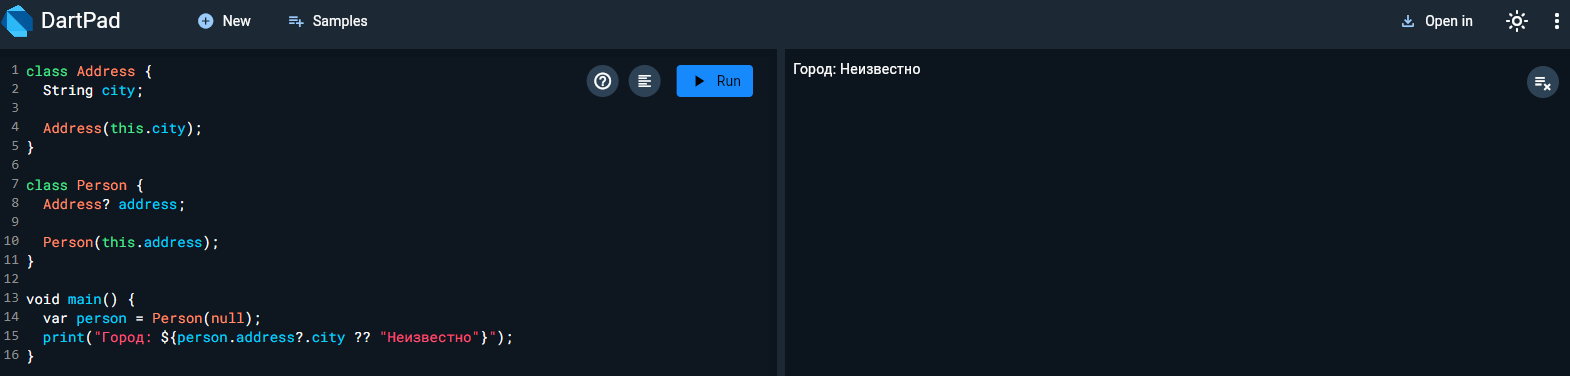 DartPad
New
Samples
Open in
1 class Address {
2   String city;
3
4   Address(this.city);
5 }
6
7 class Person {
8   Address? address;
9
10   Person(this.address);
11 }
12
13 void main() {
14   var person = Person(null);
15   print("Город: ${person.address?.city ?? "Неизвестно"}");
16 }
Run
Город: Неизвестно